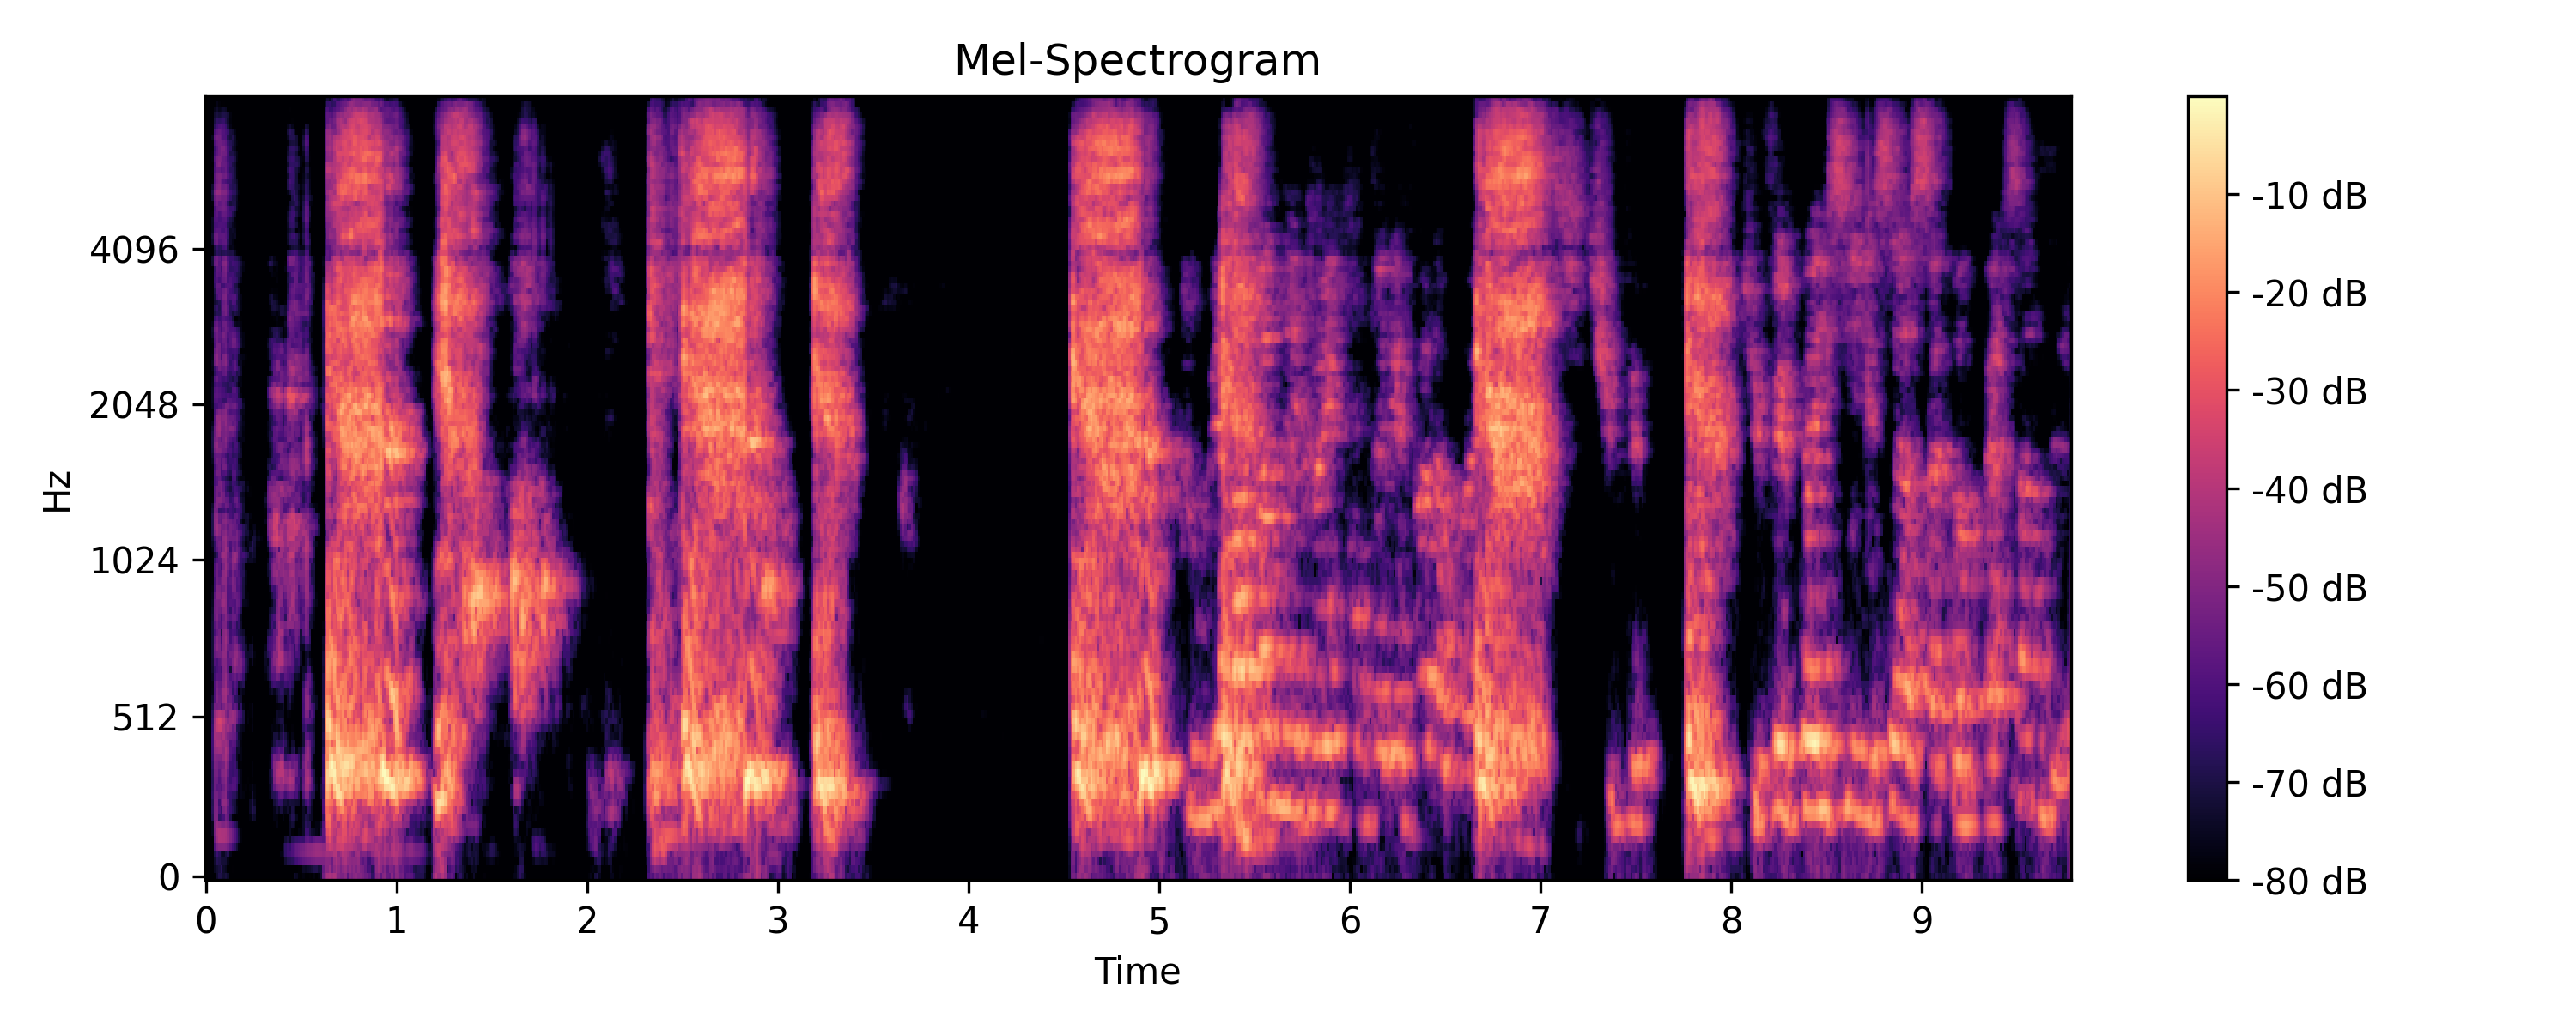 Mel-Spectrogram
Hz
4096
2048
1024
512
0
0 1 2 3 4 5 6 7 8 9
Time
-10 dB
-20 dB
-30 dB
-40 dB
-50 dB
-60 dB
-70 dB
-80 dB